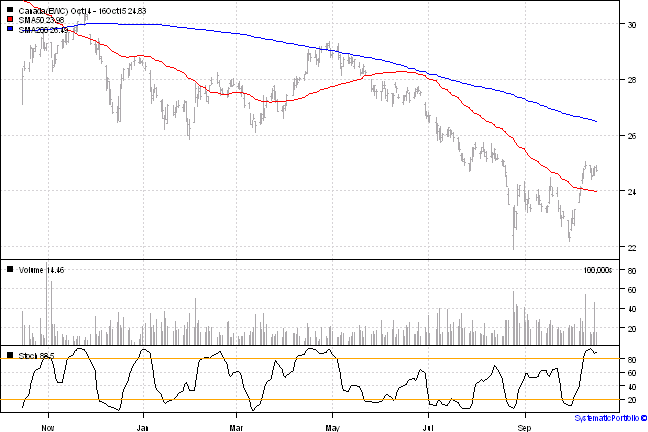 Canada(EWC) Oct14 - 16Oct15 24.83
SMA50 23.98
SMA200 26.49
30
28
26
24
22
Volume 14.46
100,000s
80
60
40
20
Stoch 88.5
80
60
40
20
Nov
Jan
Mar
May
Jul
Sep
SystematicPortfolio ©